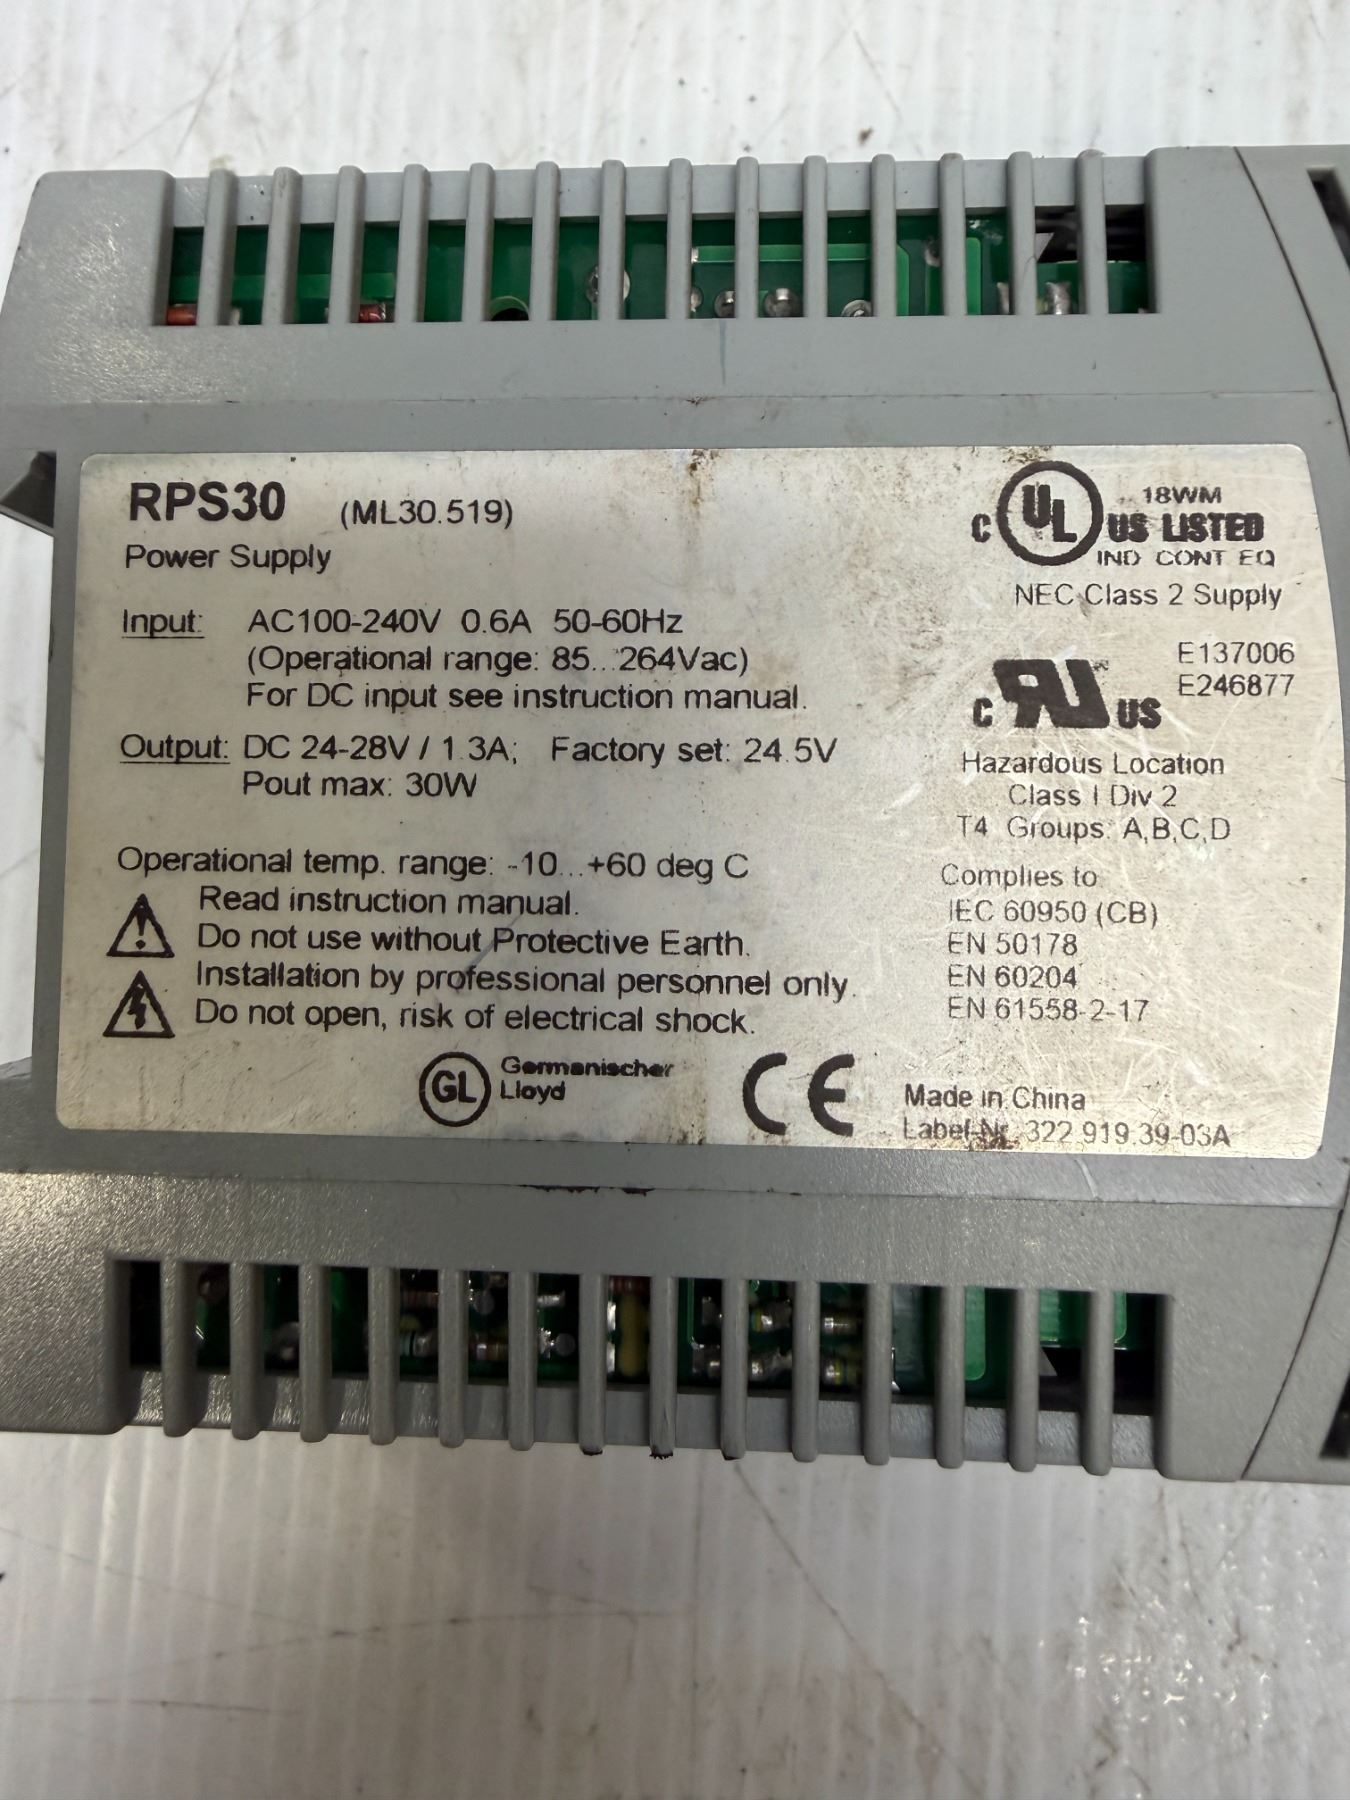 RPS30 (ML30.519)
Power Supply
Input: AC100-240V 0.6A 50-60Hz
(Operational range: 85...264Vac)
For DC input see instruction manual.
Output: DC 24-28V / 1.3A; Factory set: 24.5V
Pout max: 30W
Operational temp. range: -10...+60 deg C
Read instruction manual.
Do not use without Protective Earth.
Installation by professional personnel only.
Do not open, risk of electrical shock.
GL Germanischer
Lloyd
CE
C UL US LISTED
18WM
IND CONT EQ
NEC Class 2 Supply
E137006
E246877
C RU US
Hazardous Location
Class I Div 2
T4 Groups: A,B,C,D
Complies to
IEC 60950 (CB)
EN 50178
EN 60204
EN 61558-2-17
Made in China
Label-Nr. 322.919.39-03A